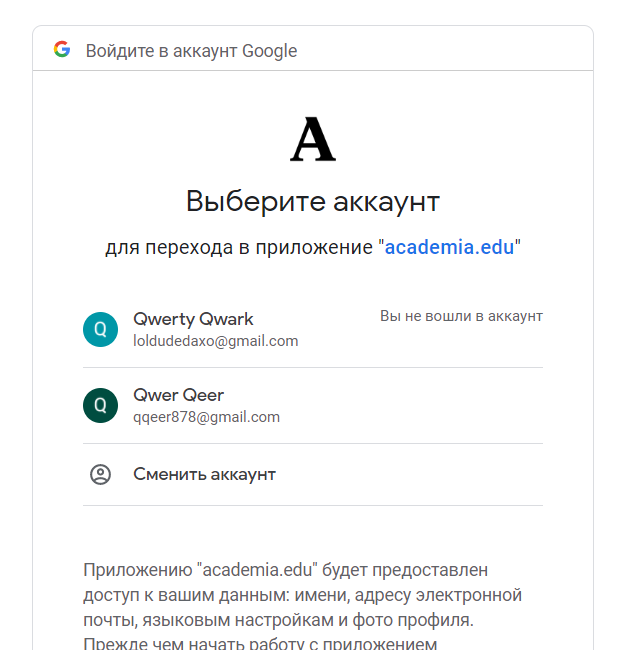 Войдите в аккаунт Google
A
Выберите аккаунт
для перехода в приложение "academia.edu"
Q
Qwerty Qwark
Вы не вошли в аккаунт
loldudedaxo@gmail.com
Q
Qwer Qeer
qqeer878@gmail.com
Сменить аккаунт
Приложению "academia.edu" будет предоставлен
доступ к вашим данным: имени, адресу электронной
почты, языковым настройкам и фото профиля.
Прежде чем начать работу с приложением